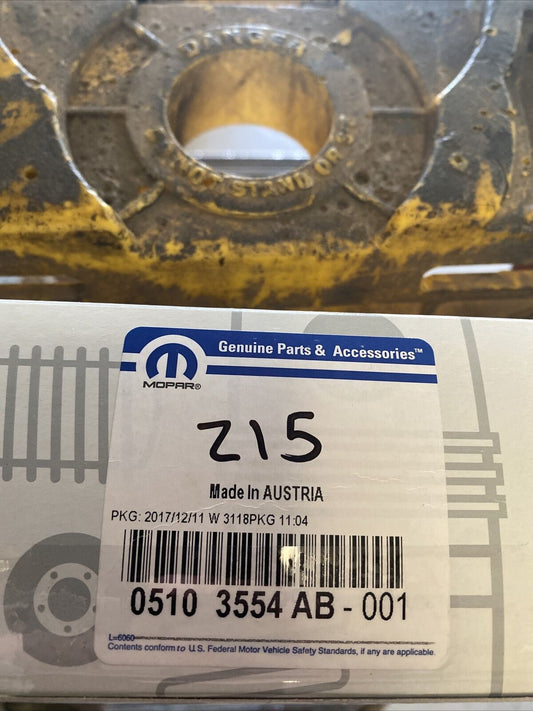 DANGER
NOT STAND OR S
Genuine Parts & Accessories™
MOPAR®
215
Made In AUSTRIA
PKG: 2017/12/11 W 3118PKG 11:04
0510 3554 AB - 001
L=6060
Contents conform to U.S. Federal Motor Vehicle Safety Standards, if any are applicable.